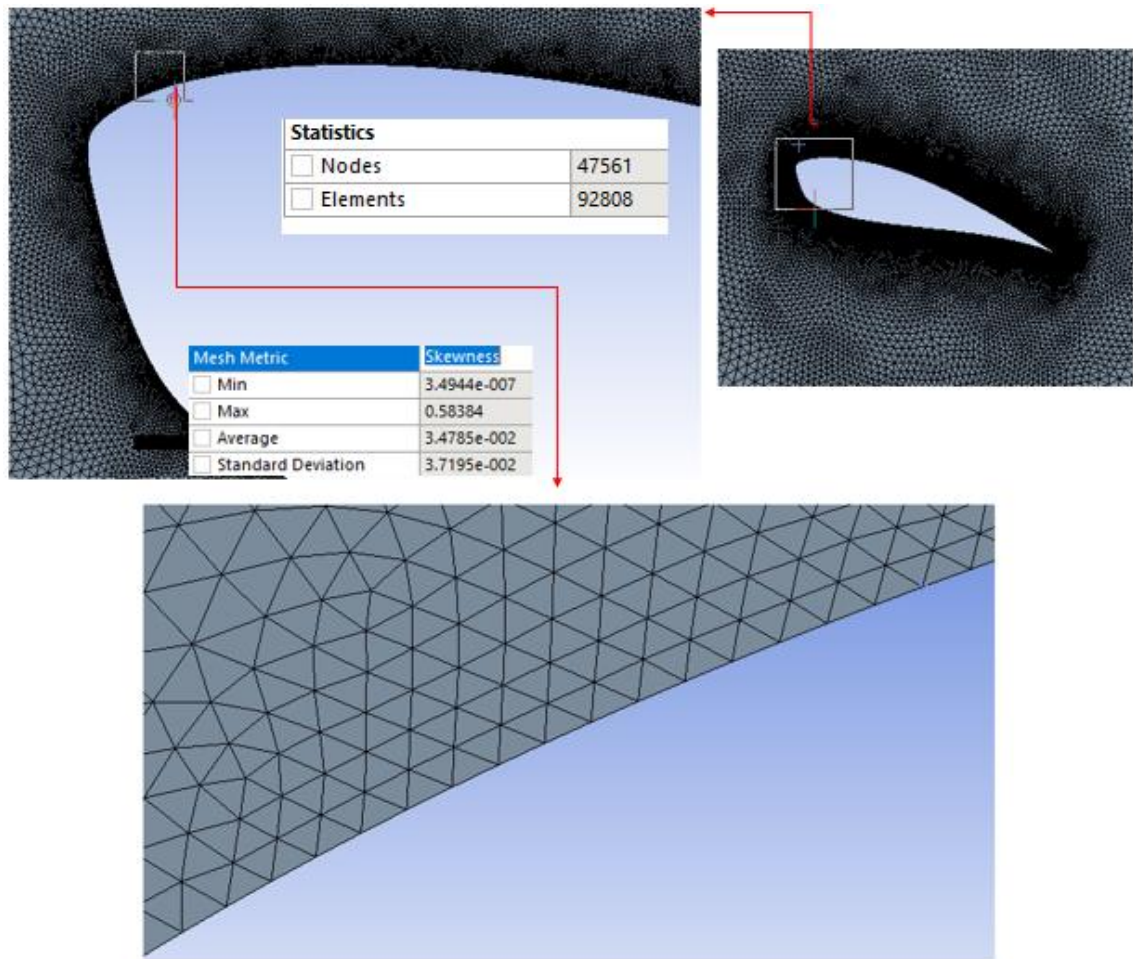 Statistics
Nodes 47561
Elements 92808
Mesh Metric Skewness
Min 3.4944e-007
Max 0.58384
Average 3.4785e-002
Standard Deviation 3.7195e-002